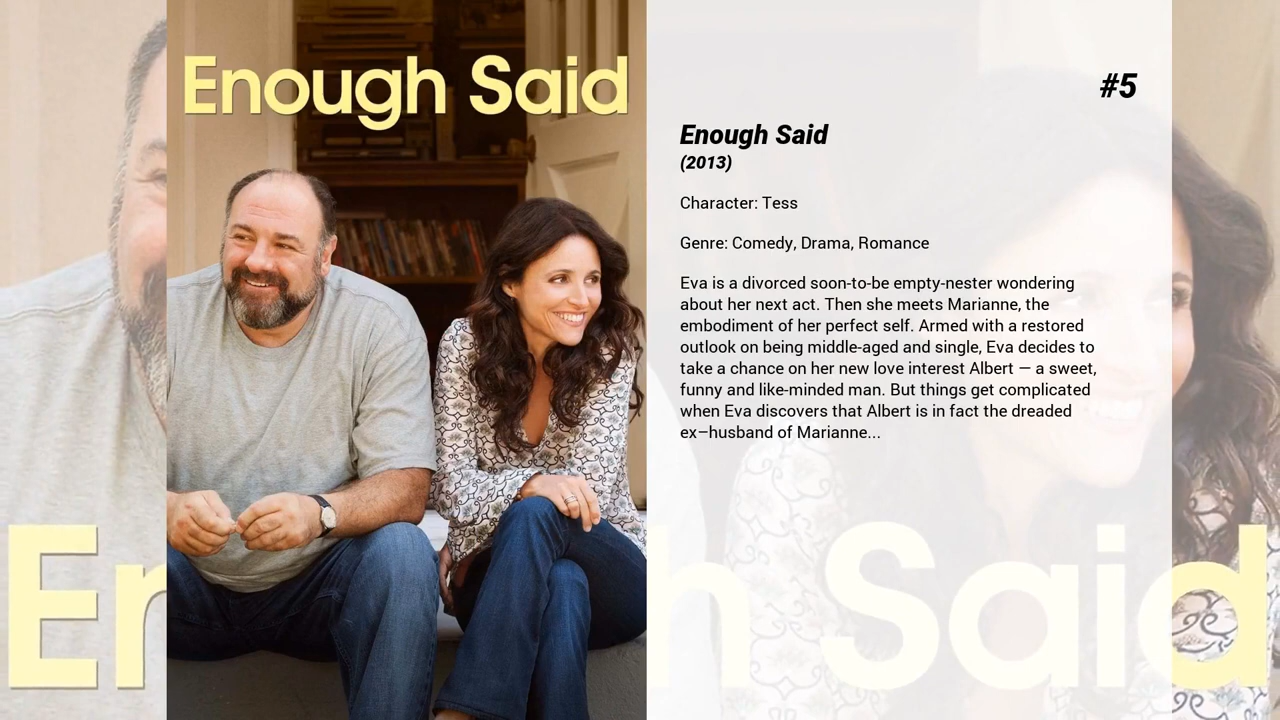 Enough Said
#5
Enough Said
(2013)
Character: Tess
Genre: Comedy, Drama, Romance
Eva is a divorced soon-to-be empty-nester wondering
about her next act. Then she meets Marianne, the
embodiment of her perfect self. Armed with a restored
outlook on being middle-aged and single, Eva decides to
take a chance on her new love interest Albert — a sweet,
funny and like-minded man. But things get complicated
when Eva discovers that Albert is in fact the dreaded
ex–husband of Marianne...
En h Said